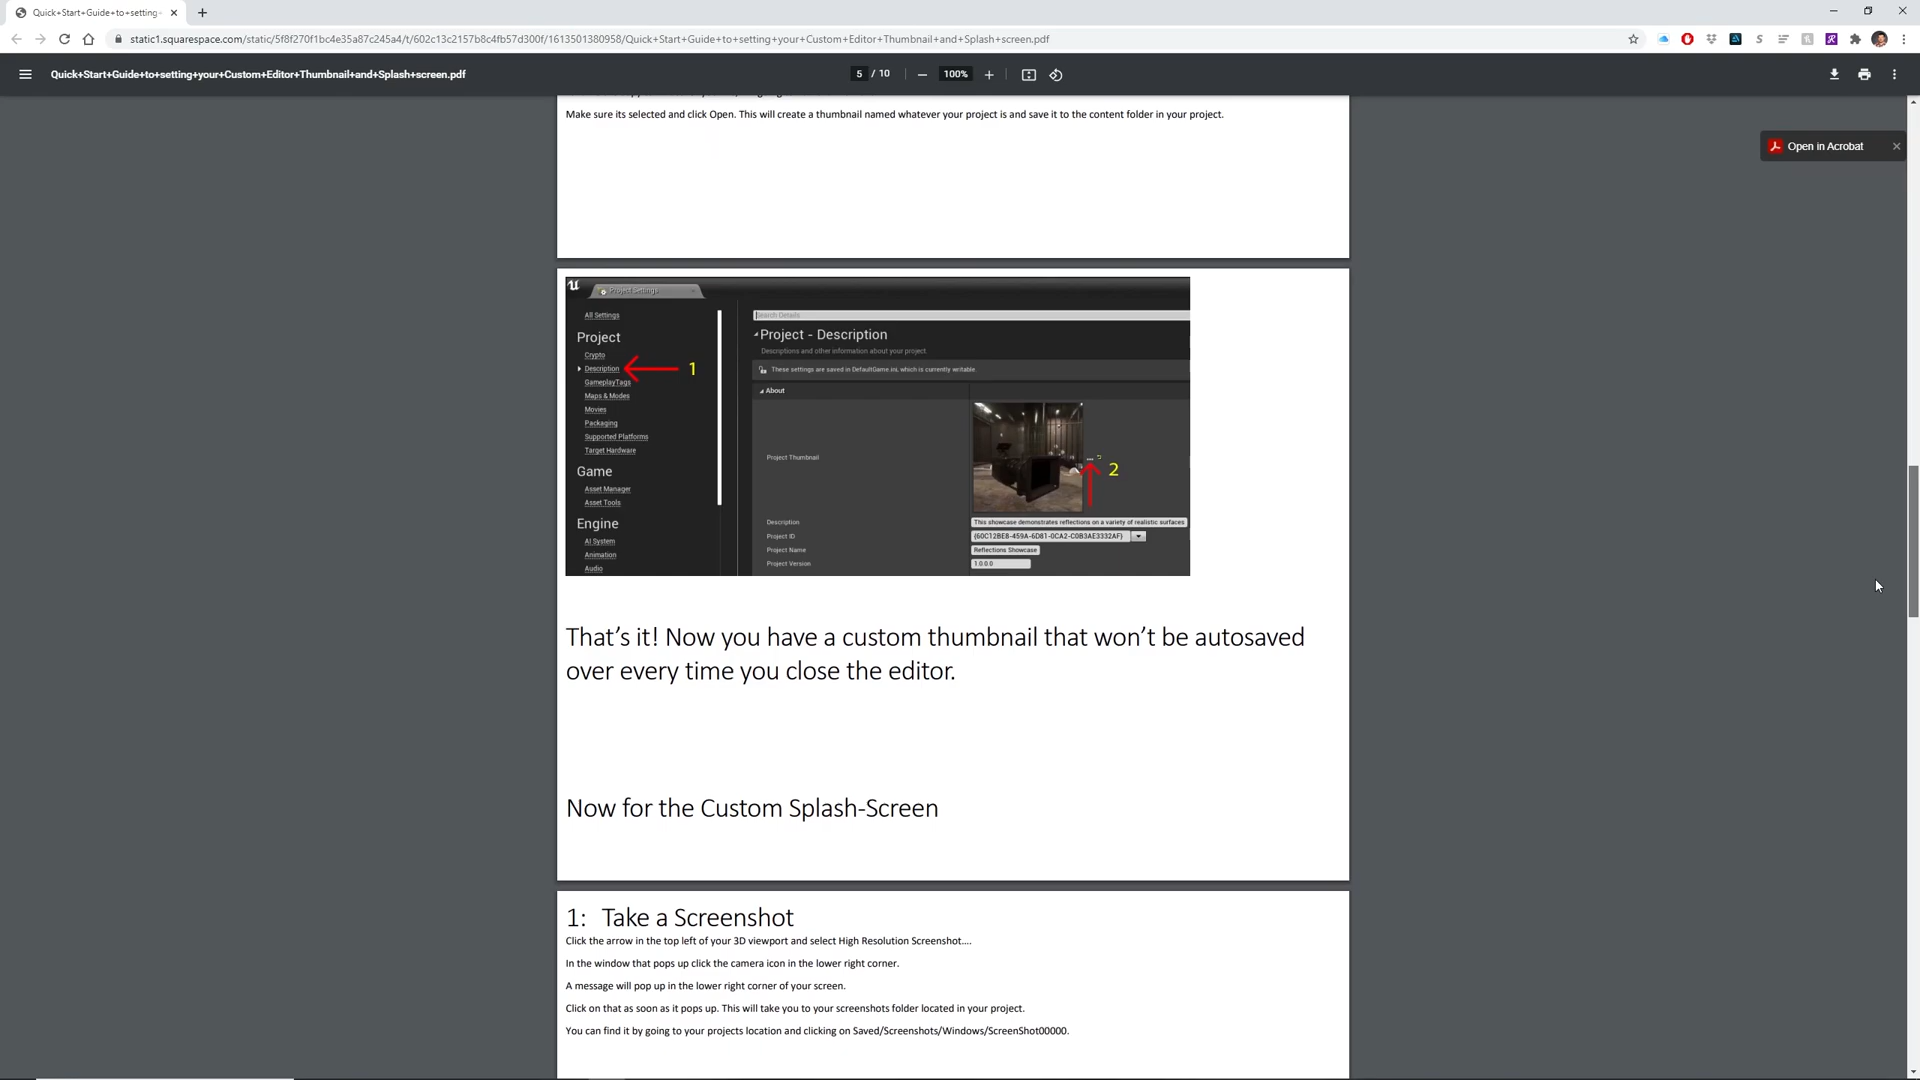 Quick+Start+Guide+to+setting+
static1.squarespace.com/static/5f8f270f1bc4e35a87c245a4/t/602c13c2157b8c4fb57d300f/1613501380958/Quick+Start+Guide+to+setting+your+Custom+Editor+Thumbnail+and+Splash+screen.pdf
Quick+Start+Guide+to+setting+your+Custom+Editor+Thumbnail+and+Splash+screen.pdf
5 / 10
100%
Open in Acrobat
Make sure its selected and click Open. This will create a thumbnail named whatever your project is and save it to the content folder in your project.
Project Settings
All Settings
Project
Crypto
Description
1
GameplayTags
Maps & Modes
Movies
Packaging
Supported Platforms
Target Hardware
Game
Asset Manager
Asset Tools
Engine
AI System
Animation
Audio
Search Details
Project - Description
Descriptions and other information about your project.
These settings are saved in DefaultGame.ini, which is currently writable.
About
Project Thumbnail
2
Description
This showcase demonstrates reflections on a variety of realistic surfaces
Project ID
{60C12BE8-459A-6D81-0CA2-C0B3AE3332AF}
Project Name
Reflections Showcase
Project Version
1.0.0.0
That's it! Now you have a custom thumbnail that won't be autosaved
over every time you close the editor.
Now for the Custom Splash-Screen
1: Take a Screenshot
Click the arrow in the top left of your 3D viewport and select High Resolution Screenshot....
In the window that pops up click the camera icon in the lower right corner.
A message will pop up in the lower right corner of your screen.
Click on that as soon as it pops up. This will take you to your screenshots folder located in your project.
You can find it by going to your projects location and clicking on Saved/Screenshots/Windows/ScreenShot00000.